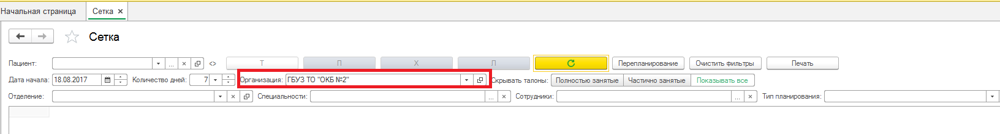 Начальная страница Сетка ×
Сетка
Пациент: ... × <> Т П Х Л Перепланирование Очистить фильтры Печать
Дата начала: 18.08.2017 Количество дней: 7 Организация: ГБУЗ ТО "ОКБ №2" Скрывать талоны: Полностью занятые Частично занятые Показывать все
Отделение: × Специальности: ... × Сотрудники: ... × Тип планирования: